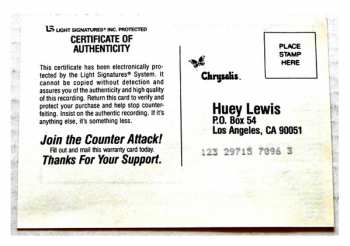 LS LIGHT SIGNATURES® INC. PROTECTED
CERTIFICATE OF
AUTHENTICITY
This certificate has been electronically pro-
tected by the Light Signatures® System. It
cannot be copied without detection and
assures you of the authenticity and high quality
of this recording. Return this card to verify and
protect your purchase and help stop counter-
feiting. Insist on the authentic recording. If it's
anything else, it's something less.
Join the Counter Attack!
Fill out and mail this warranty card today.
Thanks For Your Support.
Chrysalis.
PLACE
STAMP
HERE
Huey Lewis
P.O. Box 54
Los Angeles, CA 90051
123 29715 7096 3